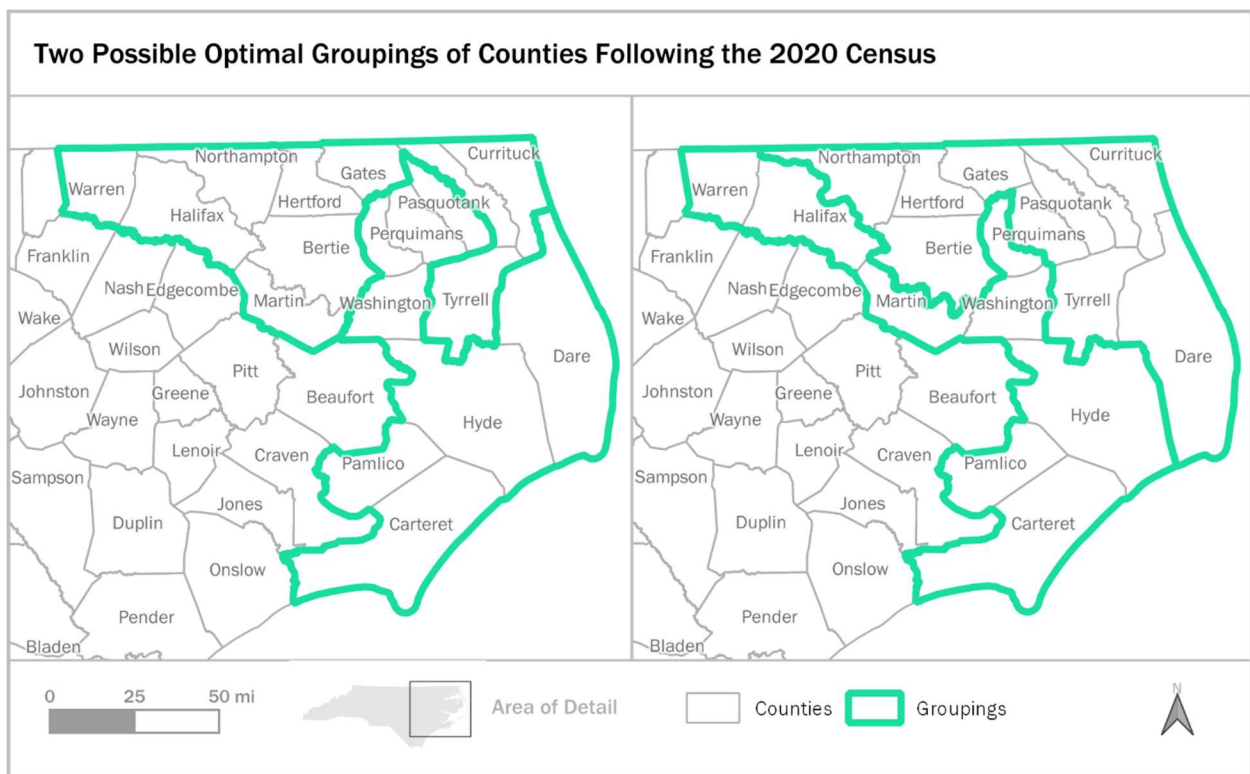 Two Possible Optimal Groupings of Counties Following the 2020 Census
Northampton
Currituck
Gates
Warren
Hertford
Pasquotank
Halifax
Perquimans
Bertie
Franklin
Nash
Edgecombe
Martin
Washington
Tyrrell
Wake
Wilson
Dare
Pitt
Johnston
Greene
Beaufort
Wayne
Hyde
Lenoir
Craven
Pamlico
Sampson
Jones
Duplin
Carteret
Onslow
Pender
Bladen
Northampton
Currituck
Gates
Warren
Hertford
Pasquotank
Halifax
Perquimans
Bertie
Franklin
Nash
Edgecombe
Martin
Washington
Tyrrell
Wake
Wilson
Dare
Pitt
Johnston
Greene
Beaufort
Wayne
Hyde
Lenoir
Craven
Pamlico
Sampson
Jones
Duplin
Carteret
Onslow
Pender
Bladen
0 25 50 mi
Area of Detail
Counties
Groupings
N